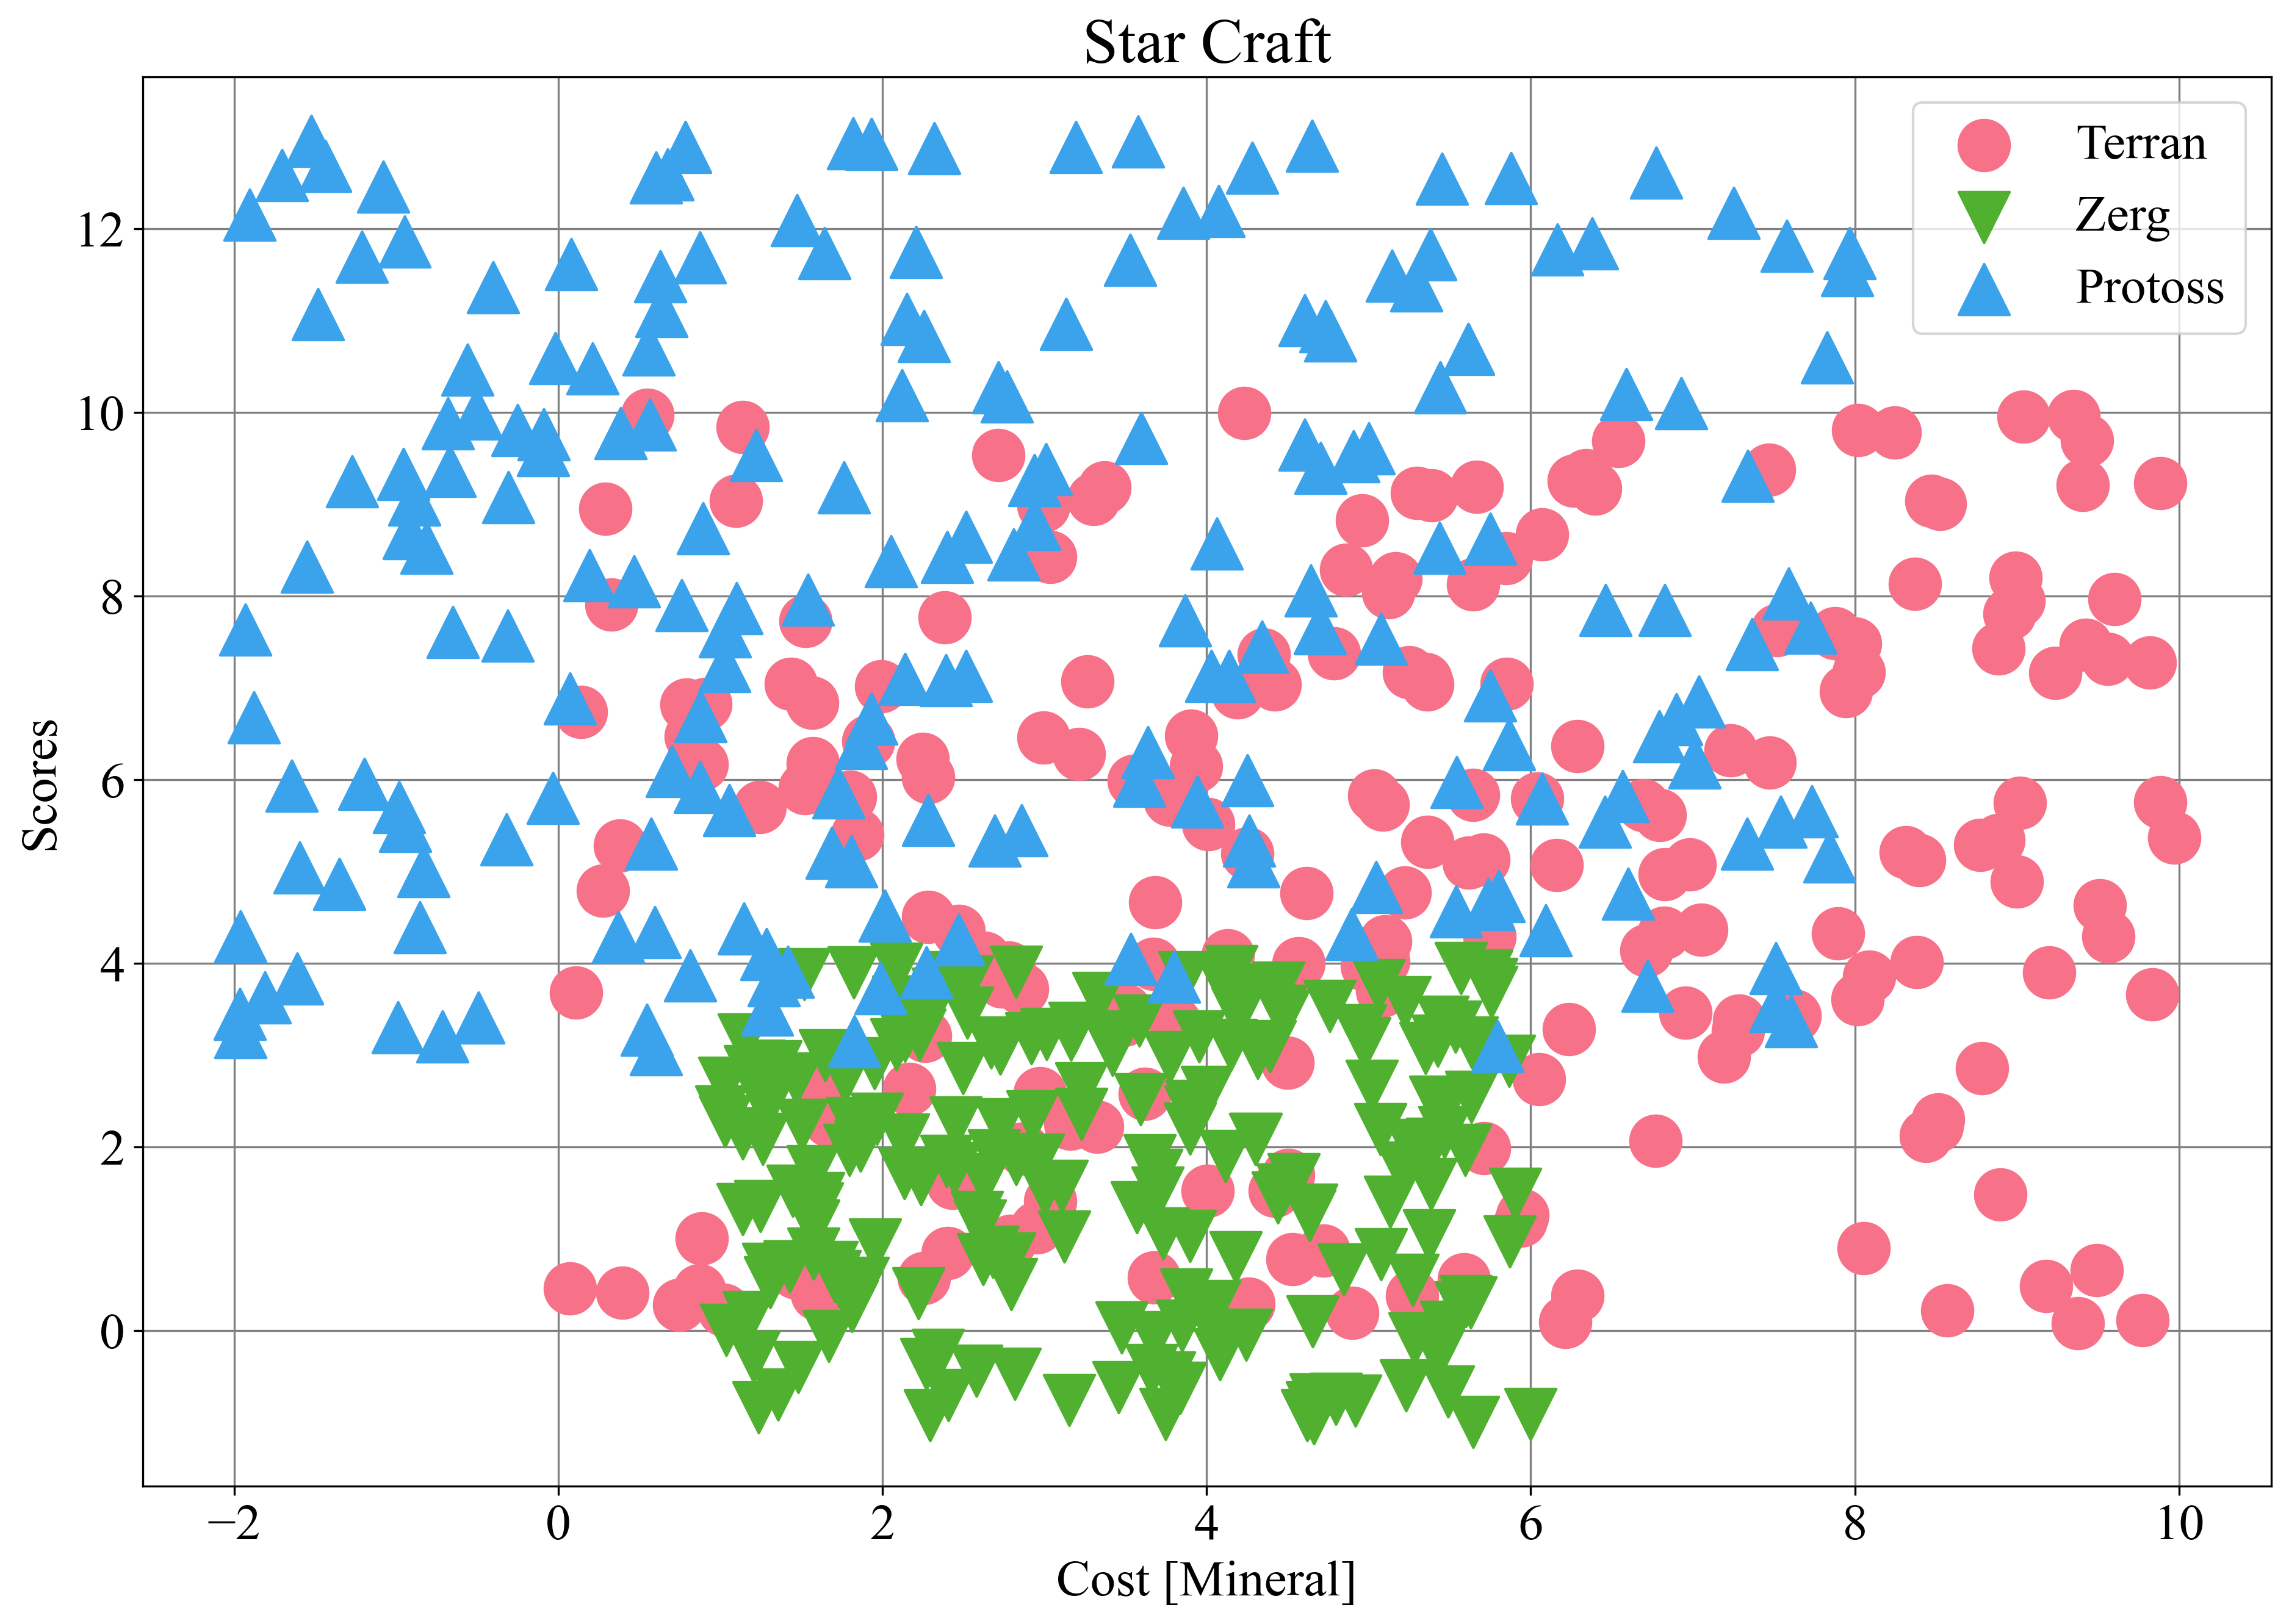 Star Craft
Terran
Zerg
Protoss
12
10
8
6
4
2
0
Scores
−2 0 2 4 6 8 10
Cost [Mineral]